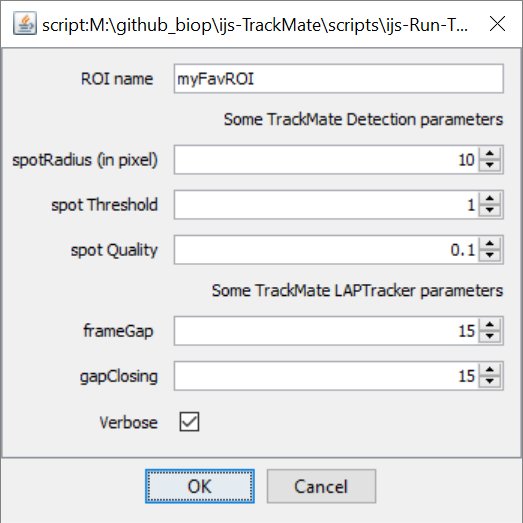 script:M:\github_biop\ijs-TrackMate\scripts\ijs-Run-T...
ROI name myFavROI
Some TrackMate Detection parameters
spotRadius (in pixel) 10
spot Threshold 1
spot Quality 0.1
Some TrackMate LAPTracker parameters
frameGap 15
gapClosing 15
Verbose
OK Cancel